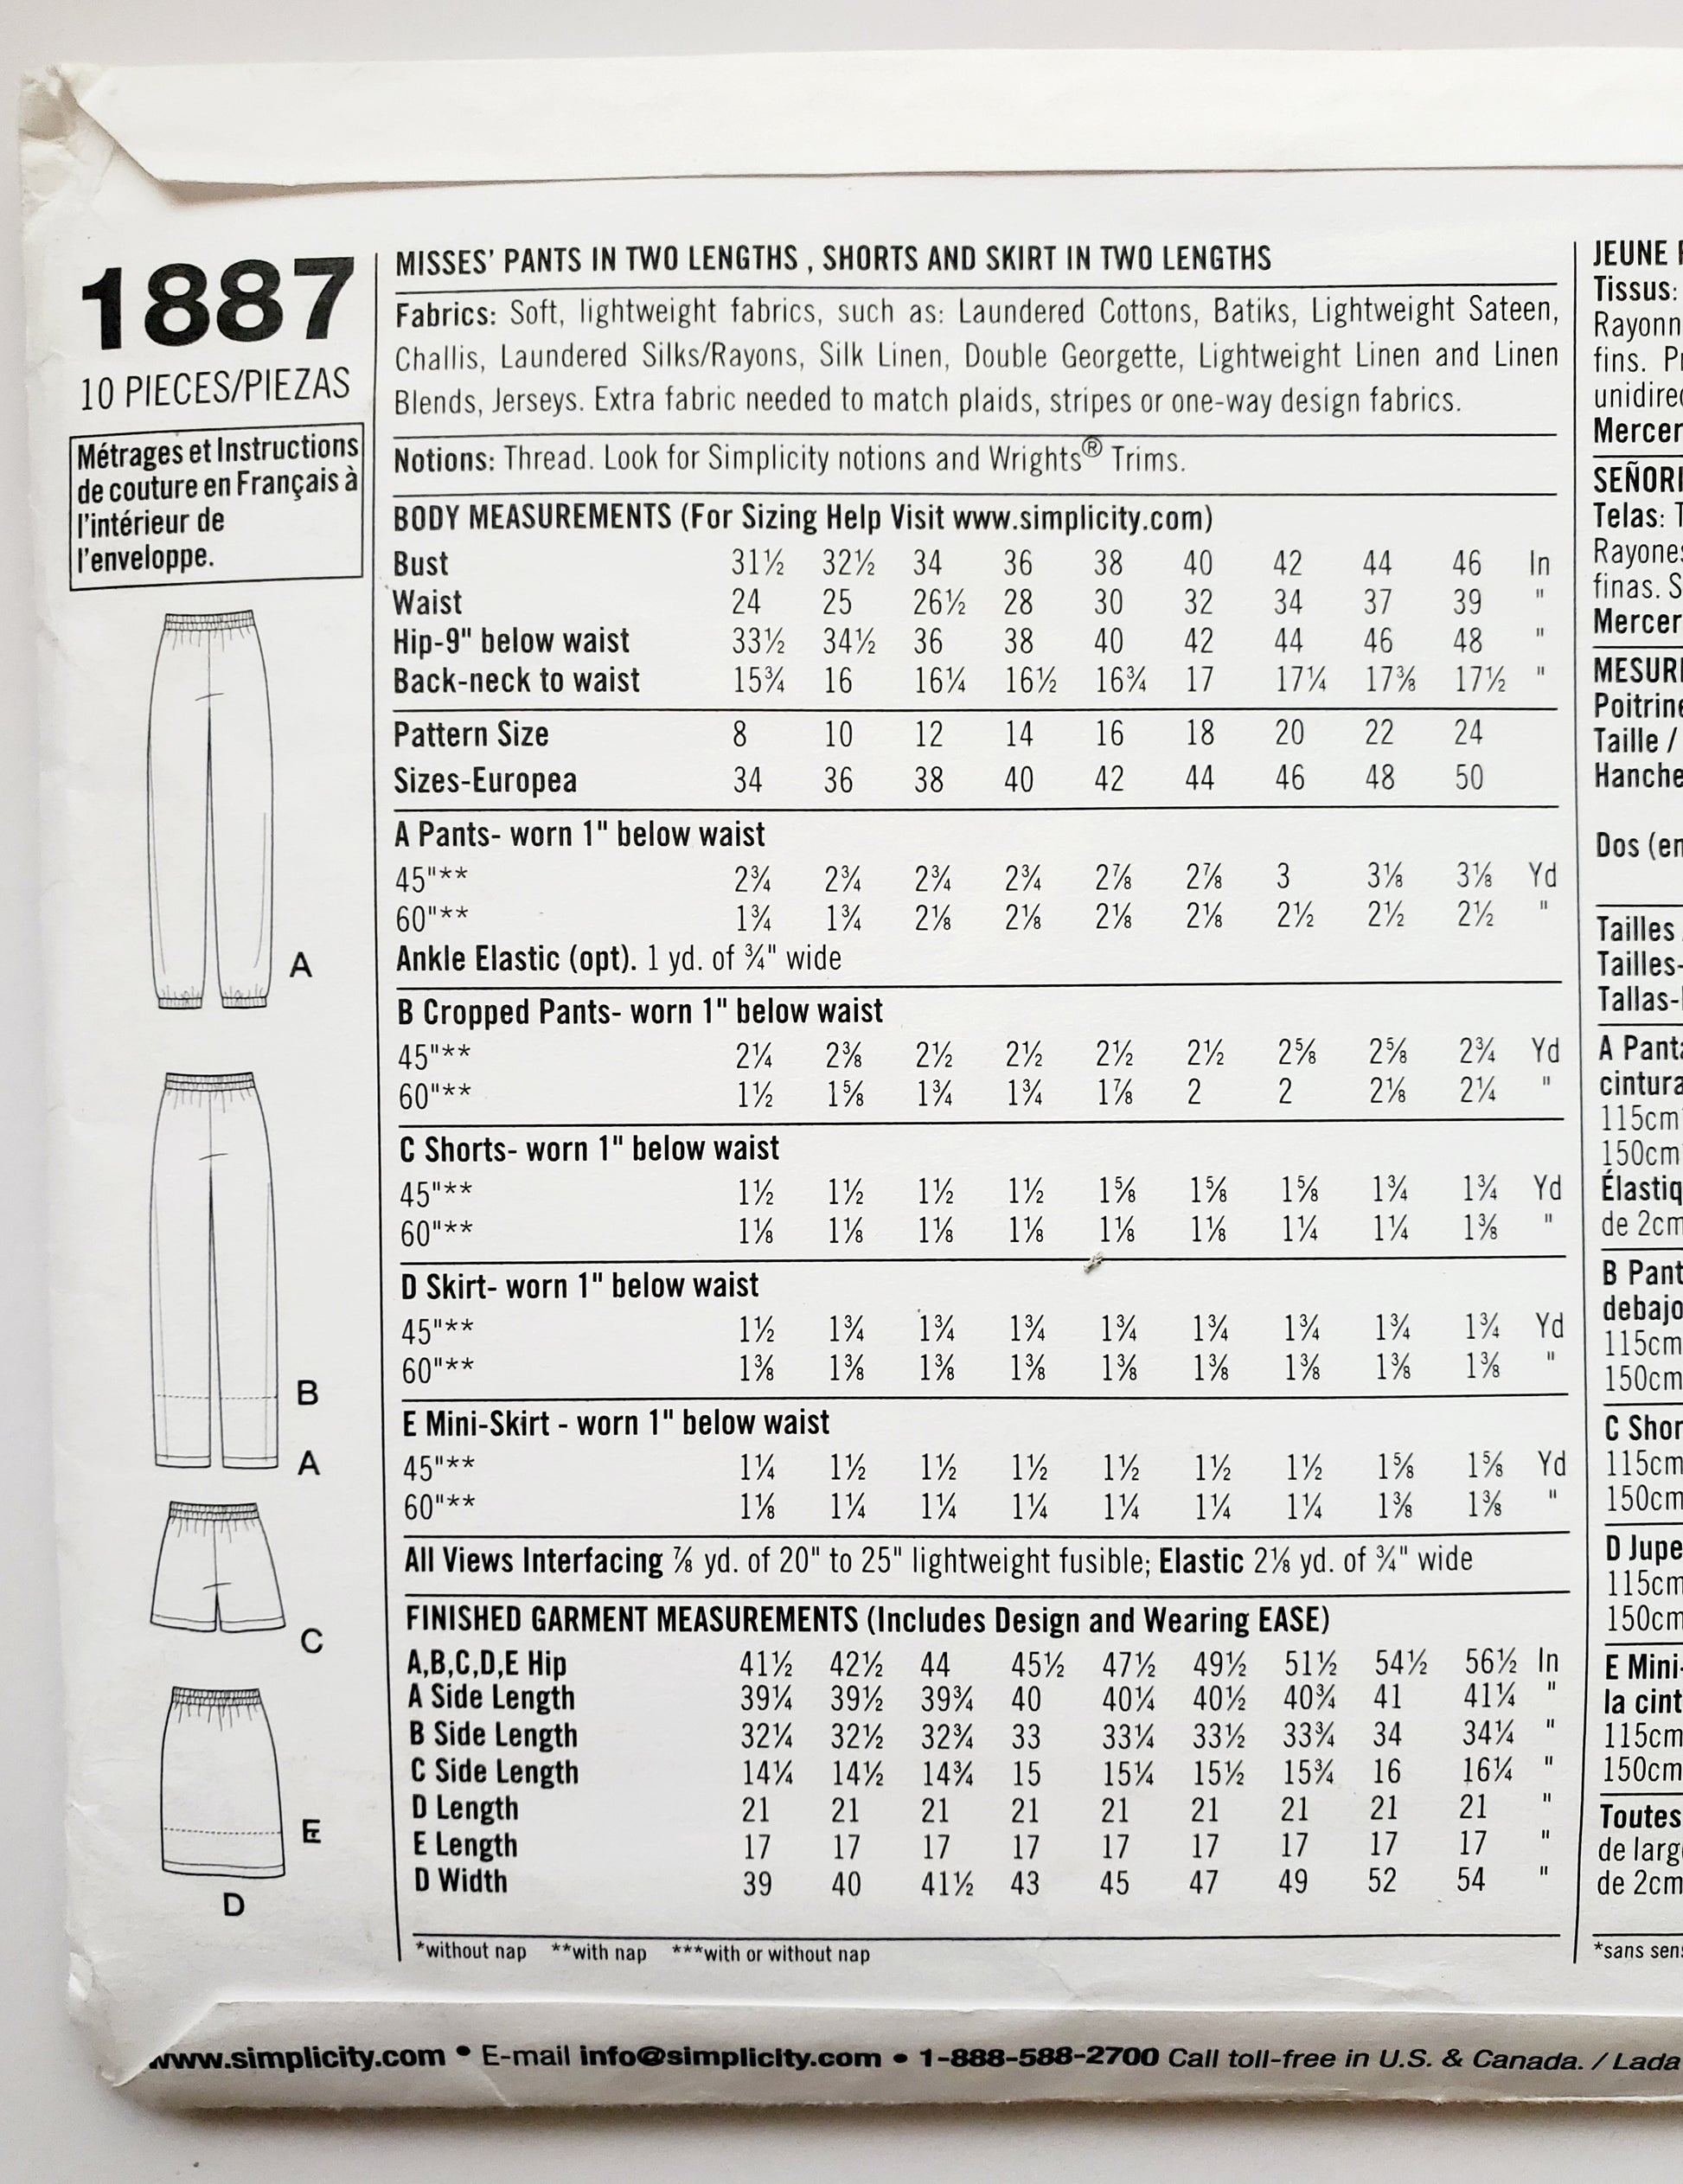 1887
10 PIECES/PIEZAS
Métrages et Instructions
de couture en Français à
l'intérieur de
l'enveloppe.
A
B
A
C
E
D
MISSES' PANTS IN TWO LENGTHS , SHORTS AND SKIRT IN TWO LENGTHS
Fabrics: Soft, lightweight fabrics, such as: Laundered Cottons, Batiks, Lightweight Sateen,
Challis, Laundered Silks/Rayons, Silk Linen, Double Georgette, Lightweight Linen and Linen
Blends, Jerseys. Extra fabric needed to match plaids, stripes or one-way design fabrics.
Notions: Thread. Look for Simplicity notions and Wrights® Trims.
BODY MEASUREMENTS (For Sizing Help Visit www.simplicity.com)
Bust 31½ 32½ 34 36 38 40 42 44 46 In
Waist 24 25 26½ 28 30 32 34 37 39 "
Hip-9" below waist 33½ 34½ 36 38 40 42 44 46 48 "
Back-neck to waist 15¾ 16 16¼ 16½ 16¾ 17 17¼ 17⅜ 17½ "
Pattern Size 8 10 12 14 16 18 20 22 24
Sizes-Europea 34 36 38 40 42 44 46 48 50
A Pants- worn 1" below waist
45"** 2¾ 2¾ 2¾ 2¾ 2⅞ 2⅞ 3 3⅛ 3⅛ Yd
60"** 1¾ 1¾ 2⅛ 2⅛ 2⅛ 2⅛ 2½ 2½ 2½ "
Ankle Elastic (opt). 1 yd. of ¾" wide
B Cropped Pants- worn 1" below waist
45"** 2¼ 2⅜ 2½ 2½ 2½ 2½ 2⅝ 2⅝ 2¾ Yd
60"** 1½ 1⅝ 1¾ 1¾ 1⅞ 2 2 2⅛ 2¼ "
C Shorts- worn 1" below waist
45"** 1½ 1½ 1½ 1½ 1⅝ 1⅝ 1⅝ 1¾ 1¾ Yd
60"** 1⅛ 1⅛ 1⅛ 1⅛ 1⅛ 1⅛ 1¼ 1¼ 1⅜ "
D Skirt- worn 1" below waist
45"** 1½ 1¾ 1¾ 1¾ 1¾ 1¾ 1¾ 1¾ 1¾ Yd
60"** 1⅜ 1⅜ 1⅜ 1⅜ 1⅜ 1⅜ 1⅜ 1⅜ 1⅜ "
E Mini-Skirt - worn 1" below waist
45"** 1¼ 1½ 1½ 1½ 1½ 1½ 1½ 1⅝ 1⅝ Yd
60"** 1⅛ 1¼ 1¼ 1¼ 1¼ 1¼ 1¼ 1⅜ 1⅜ "
All Views Interfacing ⅞ yd. of 20" to 25" lightweight fusible; Elastic 2⅛ yd. of ¾" wide
FINISHED GARMENT MEASUREMENTS (Includes Design and Wearing EASE)
A,B,C,D,E Hip 41½ 42½ 44 45½ 47½ 49½ 51½ 54½ 56½ In
A Side Length 39¼ 39½ 39¾ 40 40¼ 40½ 40¾ 41 41¼ "
B Side Length 32¼ 32½ 32¾ 33 33¼ 33½ 33¾ 34 34¼ "
C Side Length 14¼ 14½ 14¾ 15 15¼ 15½ 15¾ 16 16¼ "
D Length 21 21 21 21 21 21 21 21 21 "
E Length 17 17 17 17 17 17 17 17 17 "
D Width 39 40 41½ 43 45 47 49 52 54 "
*without nap **with nap ***with or without nap
JEUNE
Tissus:
Rayonn
fins. P
unidire
Mercer
SEÑORI
Telas: T
Rayones
finas. S
Mercer
MESUR
Poitrine
Taille /
Hanche
Dos (en
Tailles
Tailles-
Tallas-
A Pant
cintura
115cm
150cm
Élastiq
de 2cm
B Pant
debajo
115cm
150cm
C Shor
115cm
150cm
D Jupe
115cm
150cm
E Mini-
la cint
115cm
150cm
Toutes
de larg
de 2cm
*sans sens
www.simplicity.com • E-mail info@simplicity.com • 1-888-588-2700 Call toll-free in U.S. & Canada. / Lada